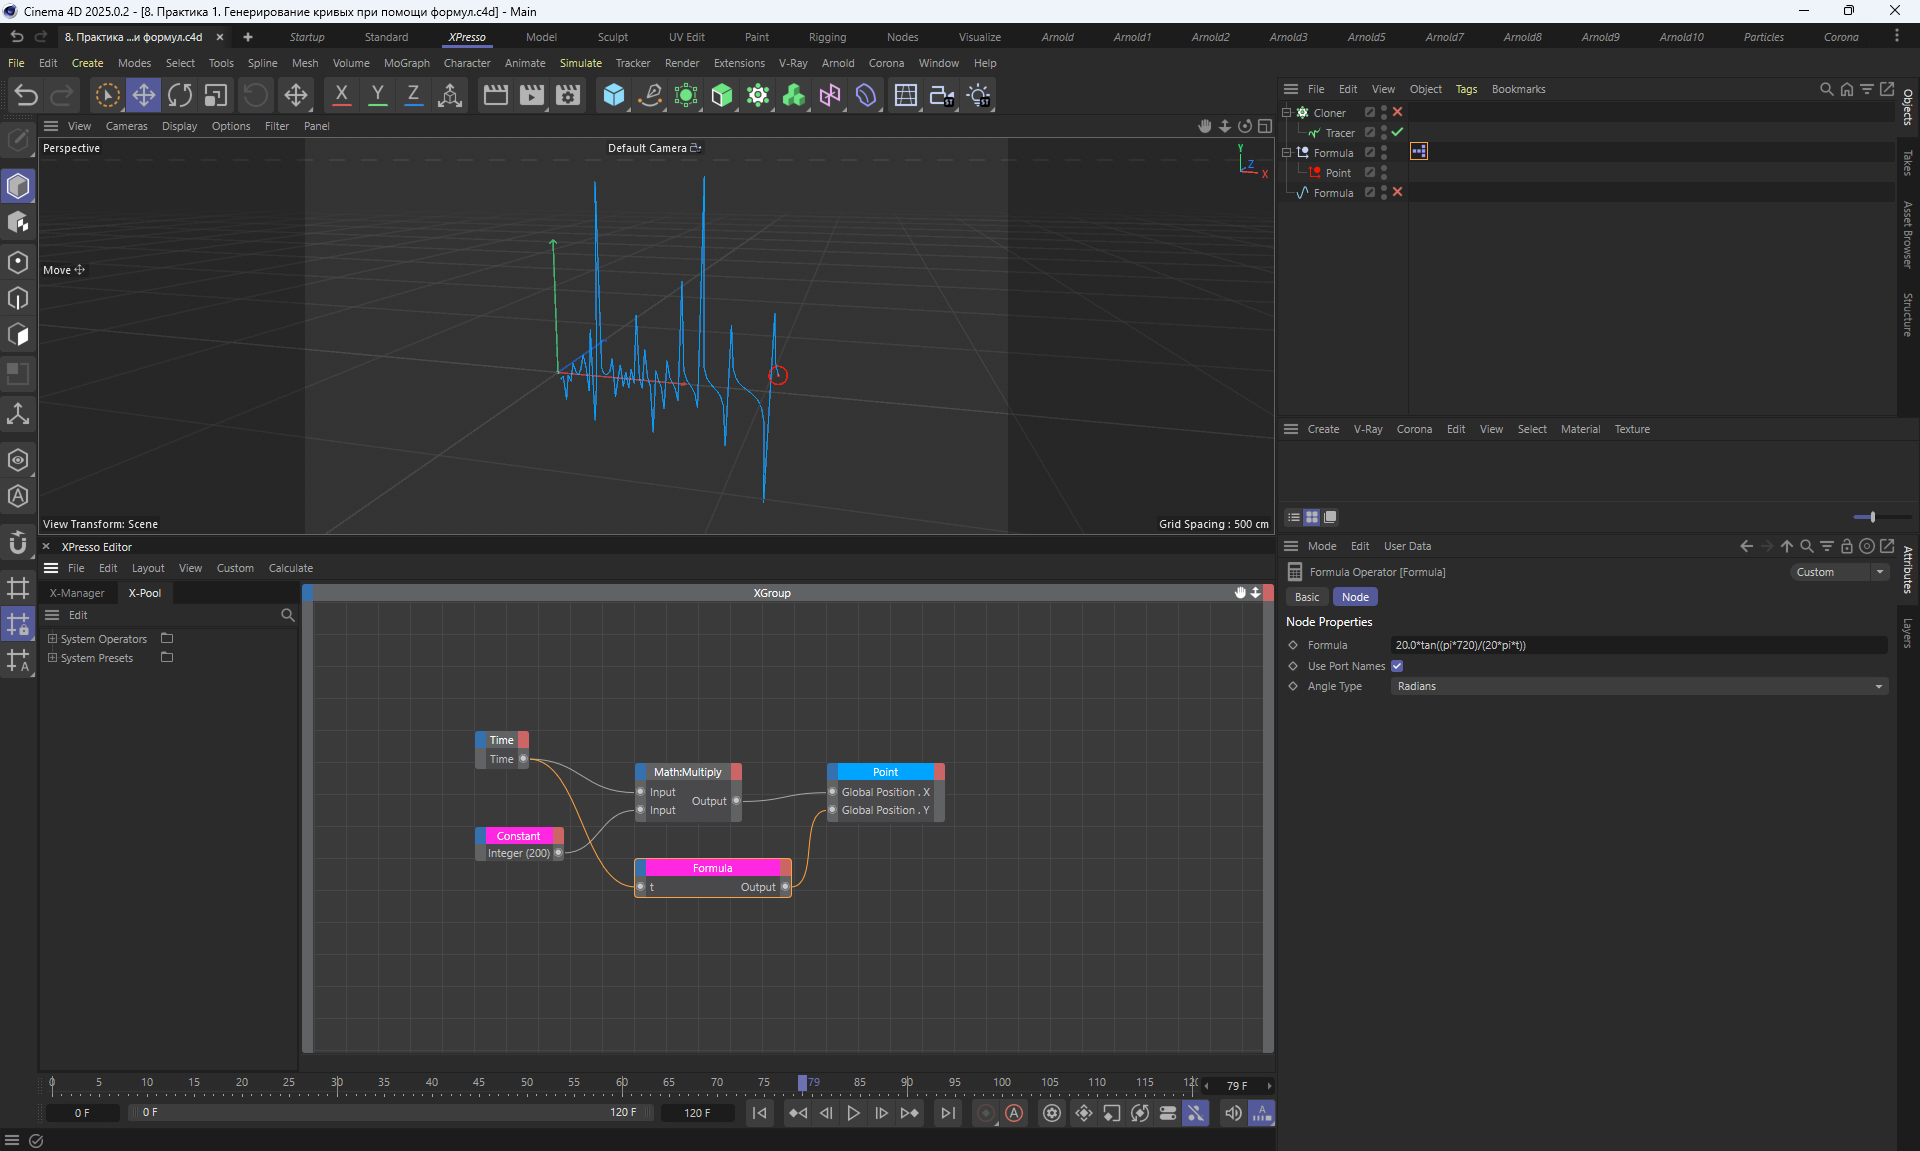 Cinema 4D 2025.0.2 - [8. Практика 1. Генерирование кривых при помощи формул.c4d] - Main
8. Практика ...и формул.c4d × + Startup Standard XPresso Model Sculpt UV Edit Paint Rigging Nodes Visualize Arnold Arnold1 Arnold2 Arnold3 Arnold5 Arnold7 Arnold8 Arnold9 Arnold10 Particles Corona
File Edit Create Modes Select Tools Spline Mesh Volume MoGraph Character Animate Simulate Tracker Render Extensions V-Ray Arnold Corona Window Help
X Y Z ST ST
View Cameras Display Options Filter Panel
Perspective
Default Camera
Y
Z
X
Move
View Transform: Scene
Grid Spacing : 500 cm
XPresso Editor
File Edit Layout View Custom Calculate
X-Manager X-Pool
Edit
System Operators
System Presets
XGroup
Time
Time
Math:Multiply
Input
Input
Output
Point
Global Position . X
Global Position . Y
Constant
Integer (200)
Formula
t Output
0 5 10 15 20 25 30 35 40 45 50 55 60 65 70 75 79 85 90 95 100 105 110 115 120
79 F
0 F 0 F 120 F 120 F
File Edit View Object Tags Bookmarks
Cloner
Tracer
Formula
Point
Formula
Objects
Takes
Asset Browser
Structure
Create V-Ray Corona Edit View Select Material Texture
Mode Edit User Data
Formula Operator [Formula]
Custom
Basic Node
Node Properties
Formula 20.0*tan((pi*720)/(20*pi*t))
Use Port Names
Angle Type Radians
Attributes
Layers